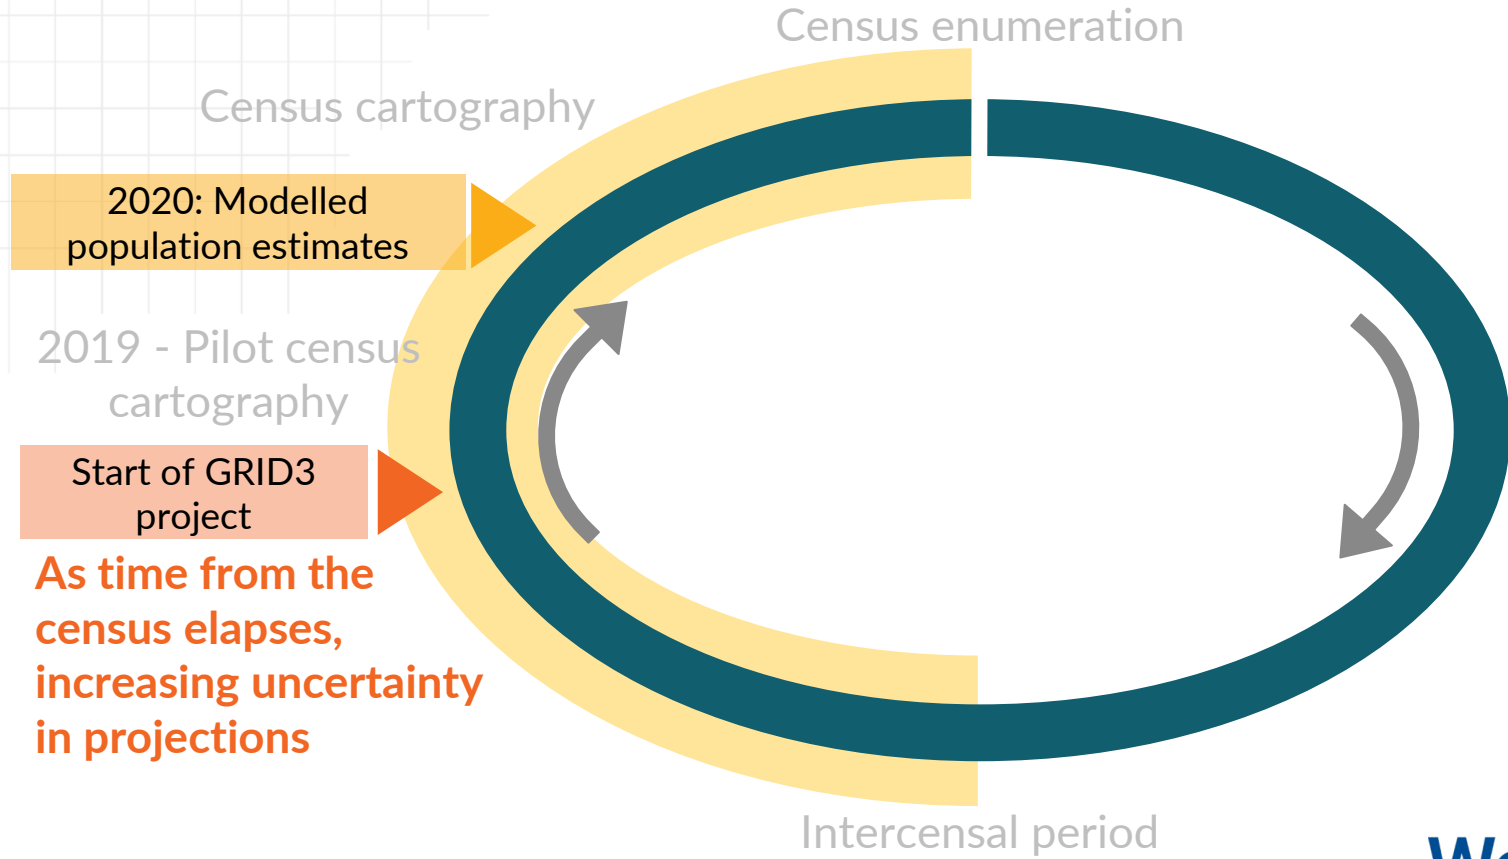 Census enumeration
Census cartography
2020: Modelled
population estimates
2019 - Pilot census
cartography
Start of GRID3
project
As time from the
census elapses,
increasing uncertainty
in projections
Intercensal period